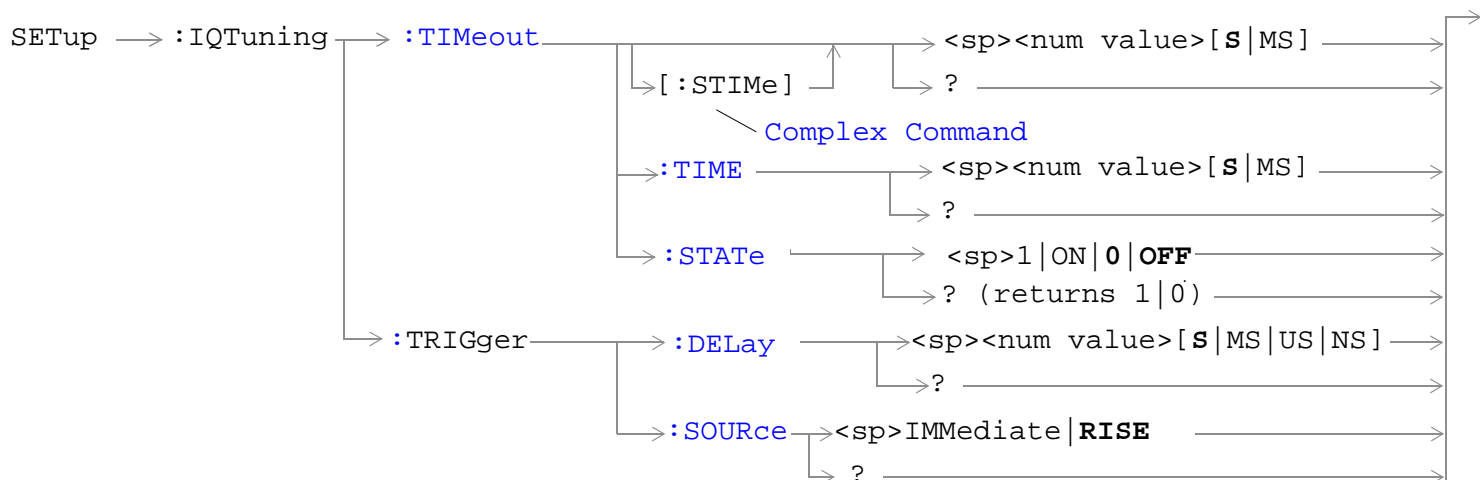 SETup :IQTuning :TIMeout <sp><num value>[S|MS]
[:STIMe] ?
Complex Command
:TIME <sp><num value>[S|MS]
?
:STATe <sp>1|ON|0|OFF
? (returns 1|0)
:TRIGger :DELay <sp><num value>[S|MS|US|NS]
?
:SOURce <sp>IMMediate|RISE
?